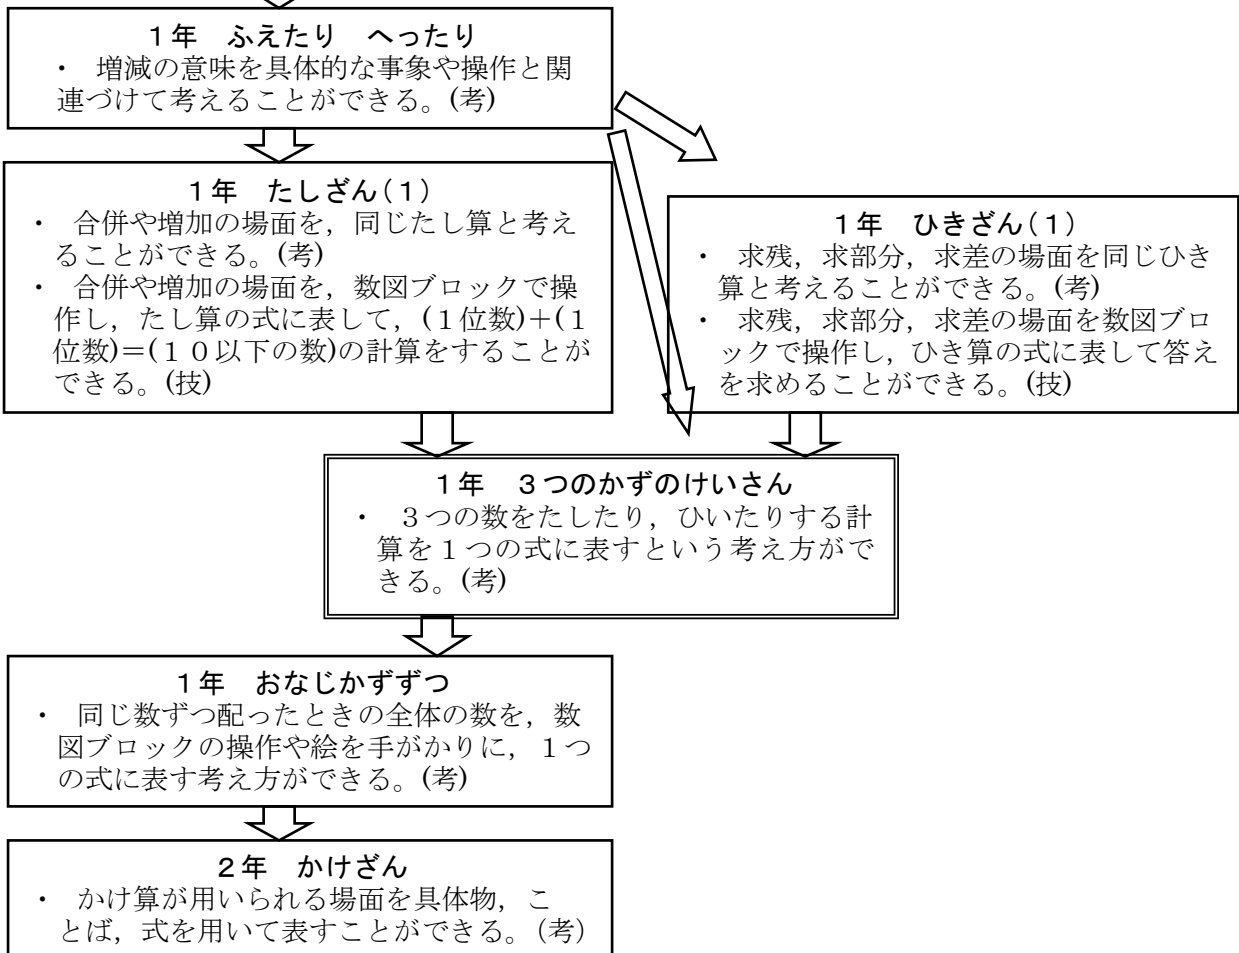 1年　ふえたり　へったり
・　増減の意味を具体的な事象や操作と関
連づけて考えることができる。(考)
1年　たしざん(1)
・　合併や増加の場面を，同じたし算と考え
ることができる。(考)
・　合併や増加の場面を，数図ブロックで操
作し，たし算の式に表して，(1位数)＋(1
位数)＝(10以下の数)の計算をすることが
できる。(技)
1年　ひきざん(1)
・　求残，求部分，求差の場面を同じひき
算と考えることができる。(考)
・　求残，求部分，求差の場面を数図ブロ
ックで操作し，ひき算の式に表して答え
を求めることができる。(技)
1年　3つのかずのけいさん
・　3つの数をたしたり，ひいたりする計
算を1つの式に表すという考え方がで
きる。(考)
1年　おなじかずずつ
・　同じ数ずつ配ったときの全体の数を，数
図ブロックの操作や絵を手がかりに，1つ
の式に表す考え方ができる。(考)
2年　かけざん
・　かけ算が用いられる場面を具体物，こ
とば，式を用いて表すことができる。(考)